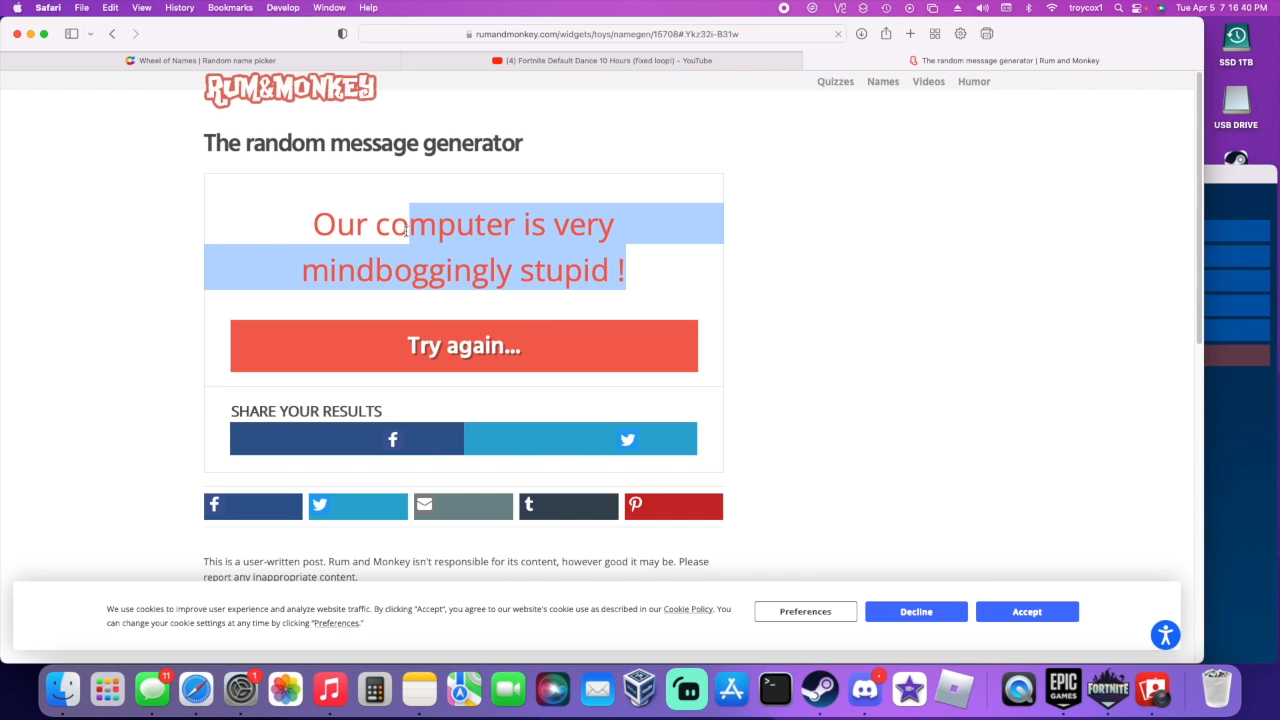 Safari File Edit View History Bookmarks Develop Window Help troycox1 Tue Apr 5 7:16:40 PM
rumandmonkey.com/widgets/toys/namegen/15708#.Ykz32i-B31w
SSD 1TB
Wheel of Names | Random name picker
(4) Fortnite Default Dance 10 Hours (fixed loop!) - YouTube
The random message generator | Rum and Monkey
RUM&MONKEY
Quizzes Names Videos Humor
USB DRIVE
The random message generator
Our computer is very
mindboggingly stupid !
Try again...
SHARE YOUR RESULTS
This is a user-written post. Rum and Monkey isn't responsible for its content, however good it may be. Please
report any inappropriate content.
We use cookies to improve user experience and analyze website traffic. By clicking "Accept", you agree to our website's cookie use as described in our Cookie Policy. You
can change your cookie settings at any time by clicking "Preferences."
Preferences
Decline
Accept
11
1
EPIC
GAMES
FORTNITE